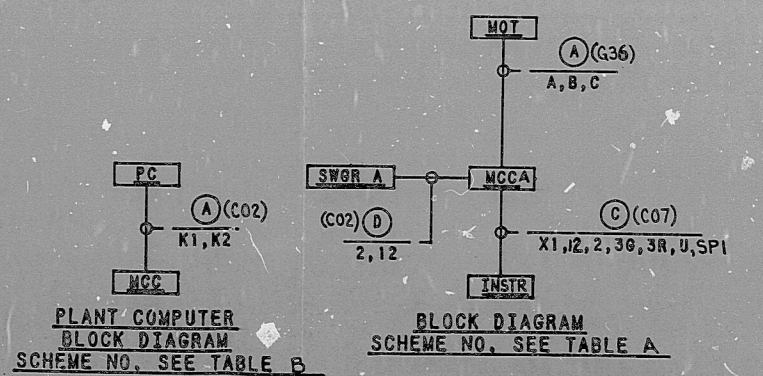 MOT
A (G36)
A, B, C
PC
SWGR A
MCCA
A (C02)
K1, K2
(C02) D
2, 12
C (C07)
X1, 12, 2, 3G, 3R, U, SP1
MCC
INSTR
PLANT COMPUTER
BLOCK DIAGRAM
SCHEME NO. SEE TABLE B
BLOCK DIAGRAM
SCHEME NO. SEE TABLE A